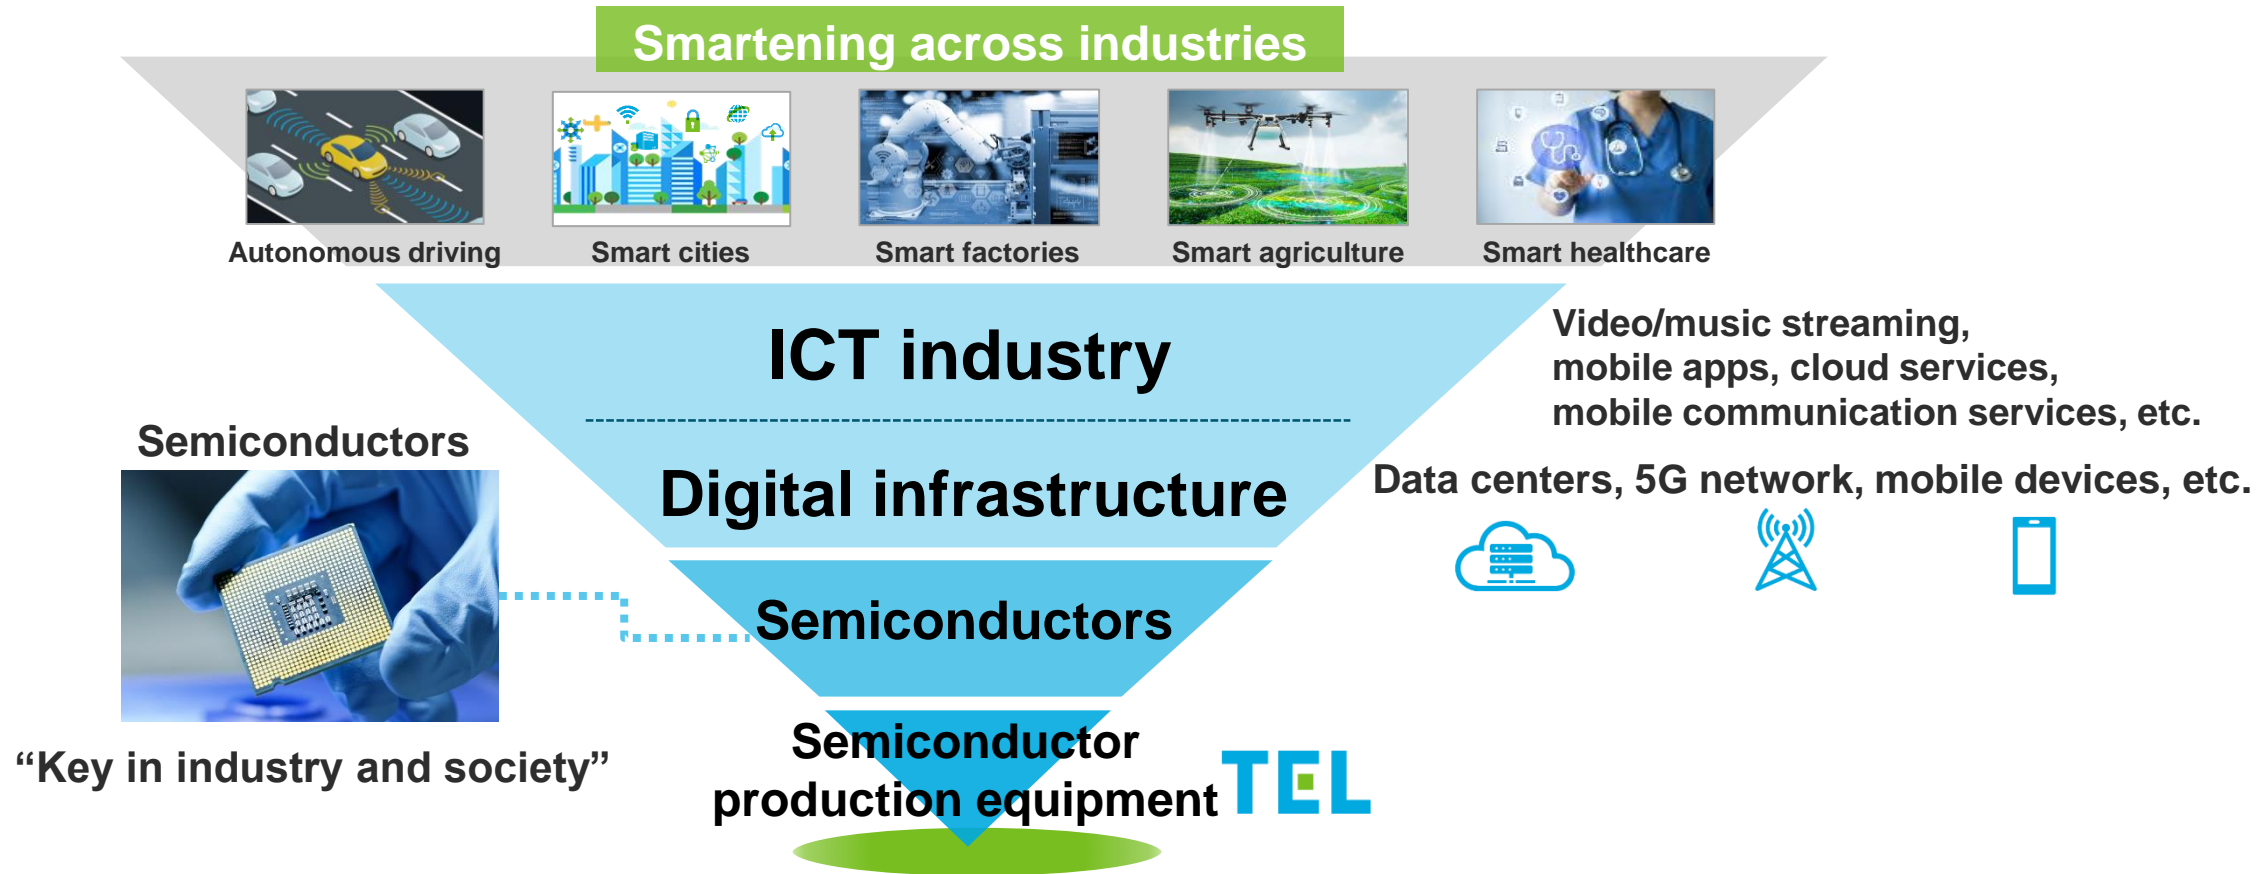 Smartening across industries
Autonomous driving
Smart cities
Smart factories
Smart agriculture
Smart healthcare
ICT industry
Video/music streaming,
mobile apps, cloud services,
mobile communication services, etc.
Digital infrastructure
Data centers, 5G network, mobile devices, etc.
Semiconductors
“Key in industry and society”
Semiconductors
Semiconductor
production equipment
TEL